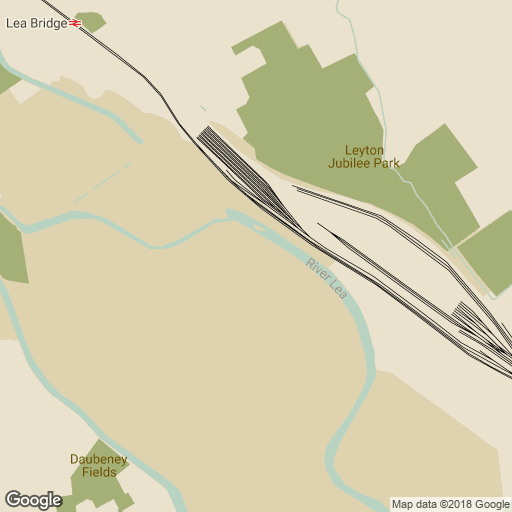 Lea Bridge
Leyton
Jubilee Park
River Lea
Daubeney
Fields
Google
Map data ©2018 Google